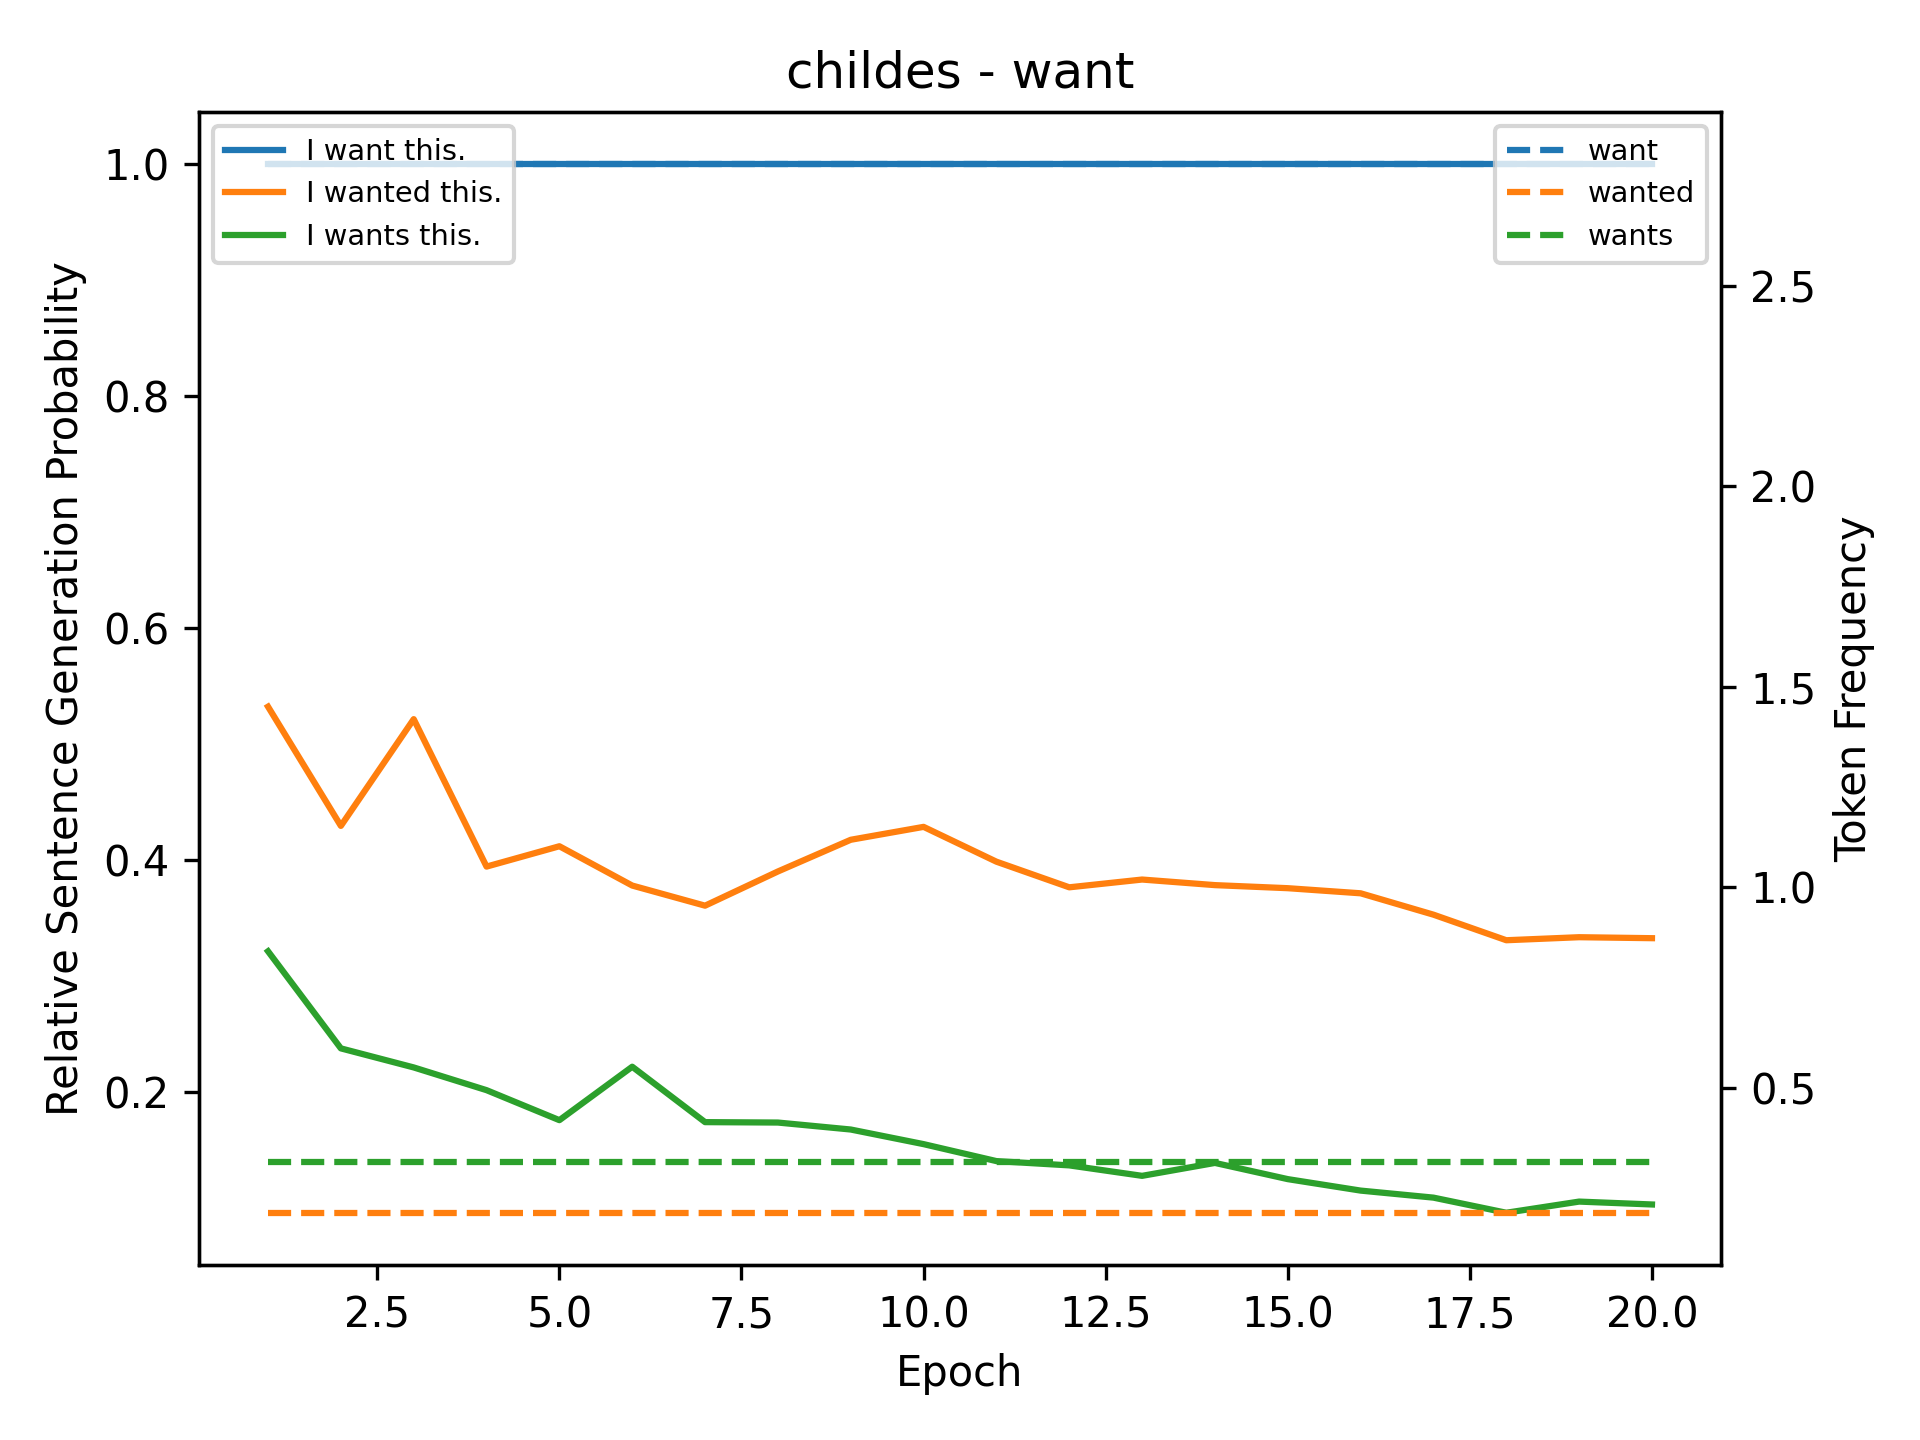 childes - want
I want this.
I wanted this.
I wants this.
want
wanted
wants
Relative Sentence Generation Probability
1.0
0.8
0.6
0.4
0.2
2.5
2.0
1.5
1.0
0.5
Token Frequency
2.5 5.0 7.5 10.0 12.5 15.0 17.5 20.0
Epoch